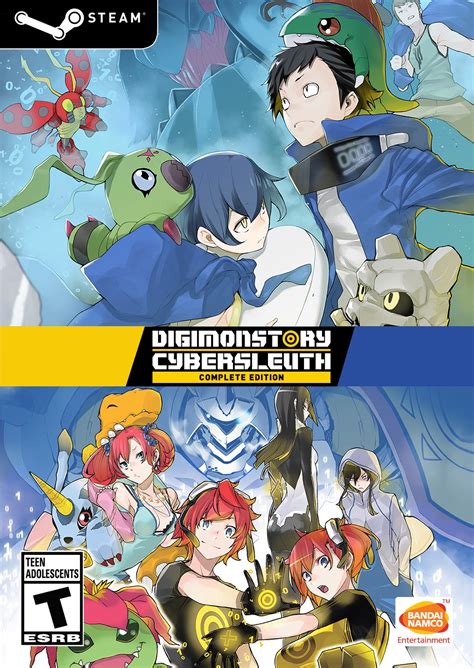 STEAM®
DIGIMONSTORY
CYBERSLEUTH
COMPLETE EDITION
TEEN
ADOLESCENTS
T
ESRB
BANDAI
NAMCO
Entertainment